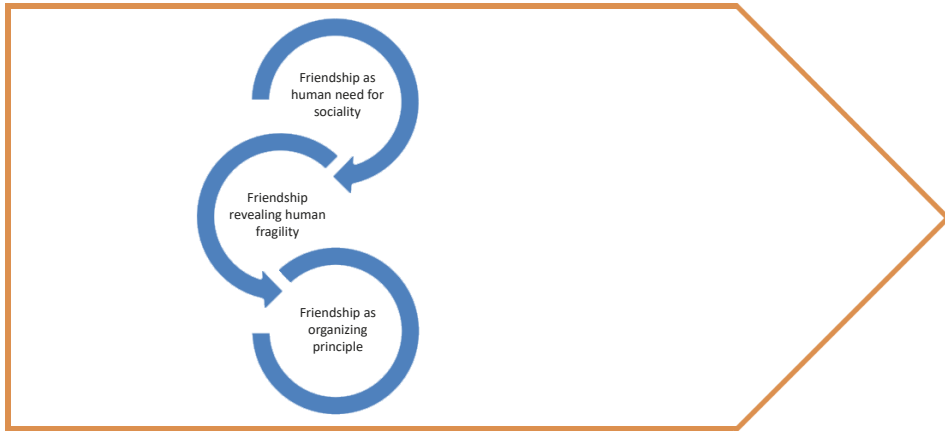 Friendship as
human need for
sociality
Friendship
revealing human
fragility
Friendship as
organizing
principle